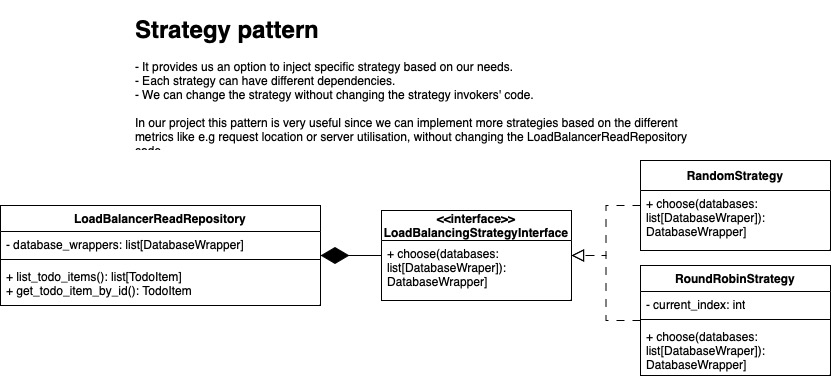 Strategy pattern
- It provides us an option to inject specific strategy based on our needs.
- Each strategy can have different dependencies.
- We can change the strategy without changing the strategy invokers' code.
In our project this pattern is very useful since we can implement more strategies based on the different
metrics like e.g request location or server utilisation, without changing the LoadBalancerReadRepository
LoadBalancerReadRepository
- database_wrappers: list[DatabaseWrapper]
+ list_todo_items(): list[TodoItem]
+ get_todo_item_by_id(): TodoItem
<<interface>>
LoadBalancingStrategyInterface
+ choose(databases:
list[DatabaseWraper]):
DatabaseWrapper]
RandomStrategy
+ choose(databases:
list[DatabaseWraper]):
DatabaseWrapper]
RoundRobinStrategy
- current_index: int
+ choose(databases:
list[DatabaseWraper]):
DatabaseWrapper]